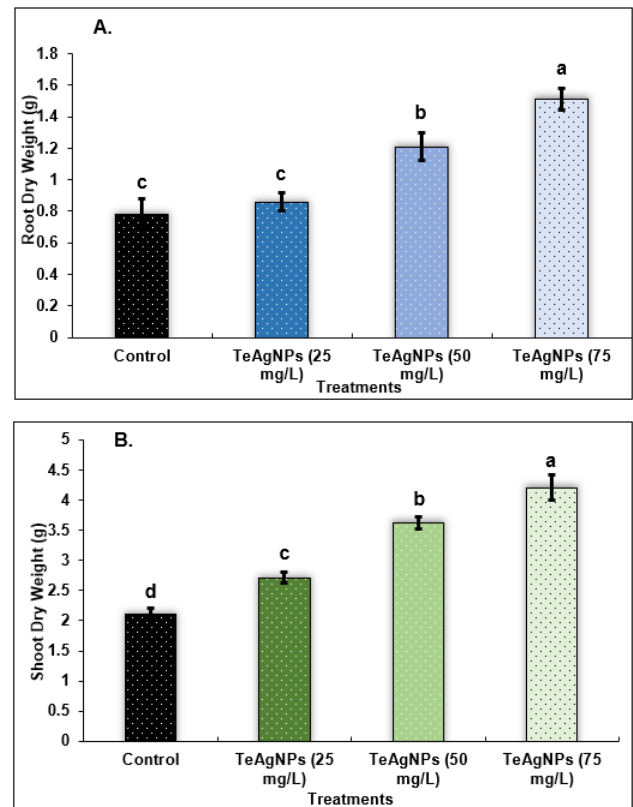 A.
Root Dry Weight (g)
1.8
1.6
1.4
1.2
1
0.8
0.6
0.4
0.2
0
c
c
b
a
Control
TeAgNPs (25
mg/L)
TeAgNPs (50
mg/L)
TeAgNPs (75
mg/L)
Treatments
B.
Shoot Dry Weight (g)
5
4.5
4
3.5
3
2.5
2
1.5
1
0.5
0
d
c
b
a
Control
TeAgNPs (25
mg/L)
TeAgNPs (50
mg/L)
TeAgNPs (75
mg/L)
Treatments